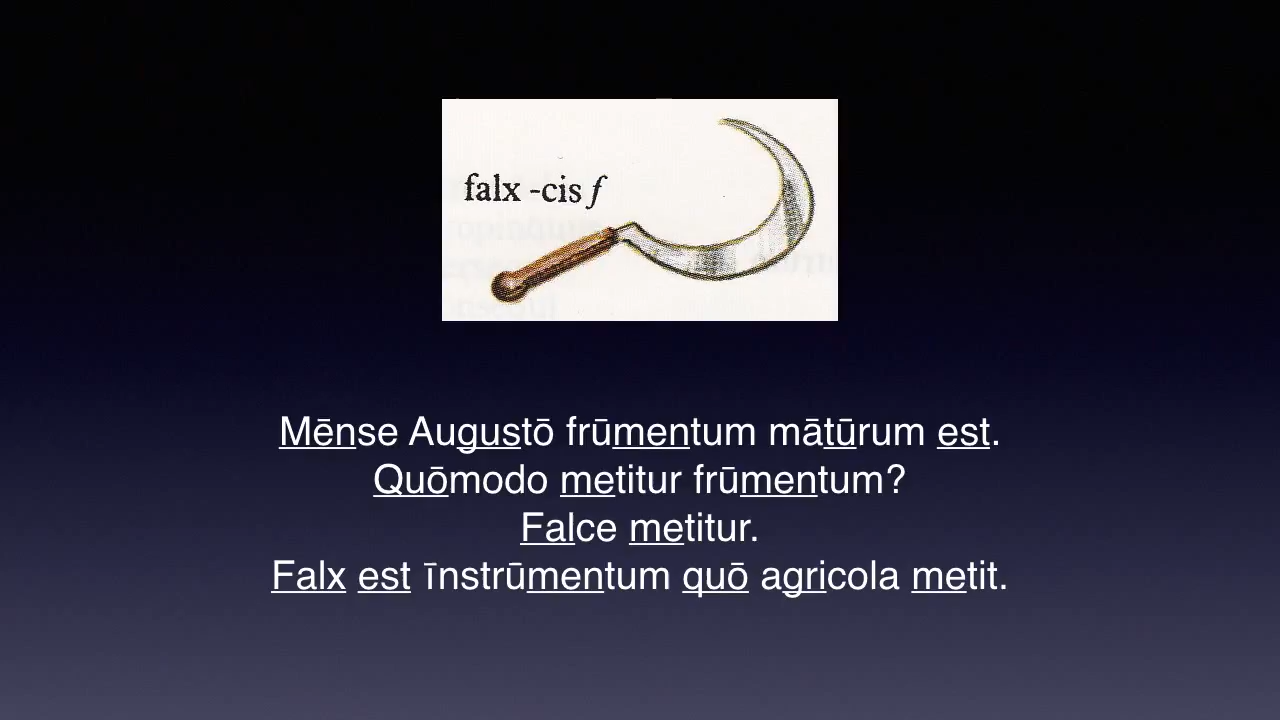 falx -cis f
Mēnse Augustō frūmentum mātūrum est.
Quōmodo metitur frūmentum?
Falce metitur.
Falx est īnstrūmentum quō agricola metit.